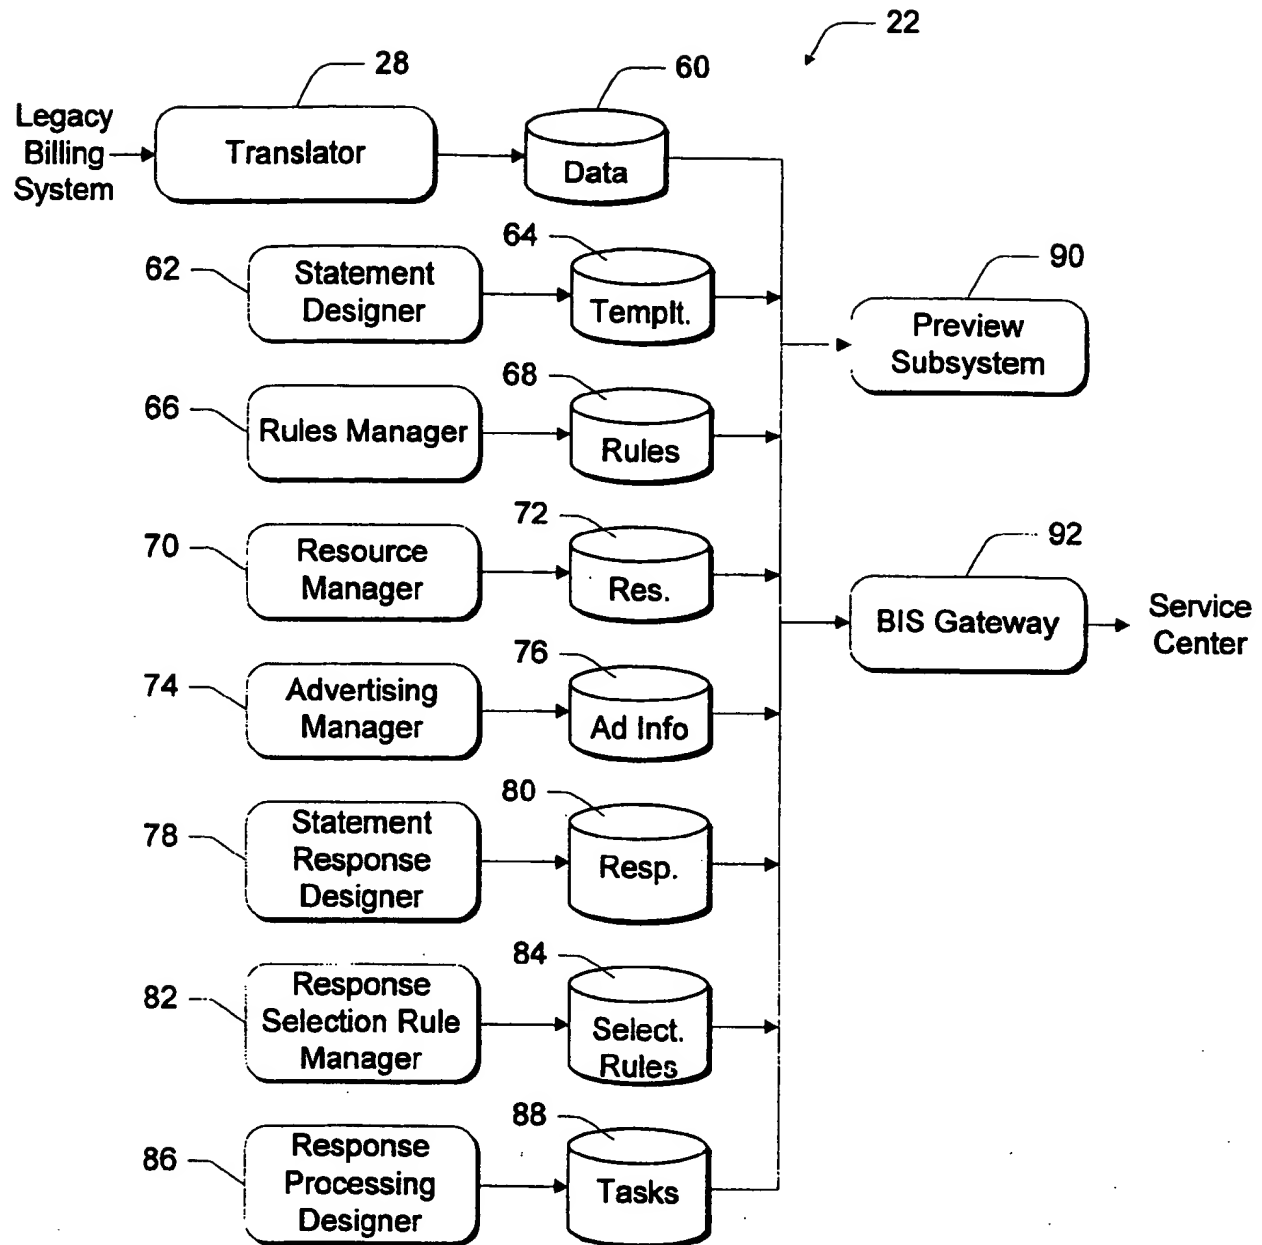 22
28
60
Legacy
Billing
System
Translator
Data
62
Statement
Designer
64
Templt.
90
Preview
Subsystem
66
Rules Manager
68
Rules
70
Resource
Manager
72
Res.
92
BIS Gateway
Service
Center
74
Advertising
Manager
76
Ad Info
78
Statement
Response
Designer
80
Resp.
82
Response
Selection Rule
Manager
84
Select.
Rules
86
Response
Processing
Designer
88
Tasks